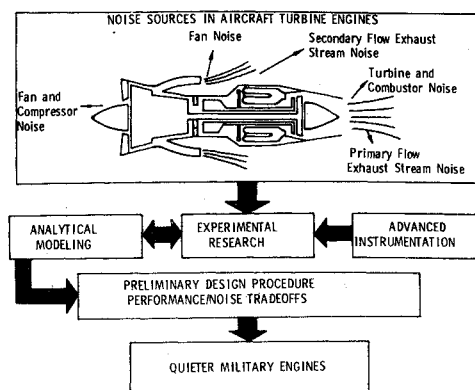 NOISE SOURCES IN AIRCRAFT TURBINE ENGINES
Fan Noise
Secondary Flow Exhaust
Stream Noise
Turbine and
Combustor Noise
Fan and
Compressor
Noise
Primary Flow
Exhaust Stream Noise
ANALYTICAL
MODELING
EXPERIMENTAL
RESEARCH
ADVANCED
INSTRUMENTATION
PRELIMINARY DESIGN PROCEDURE
PERFORMANCE/NOISE TRADEOFFS
QUIETER MILITARY ENGINES